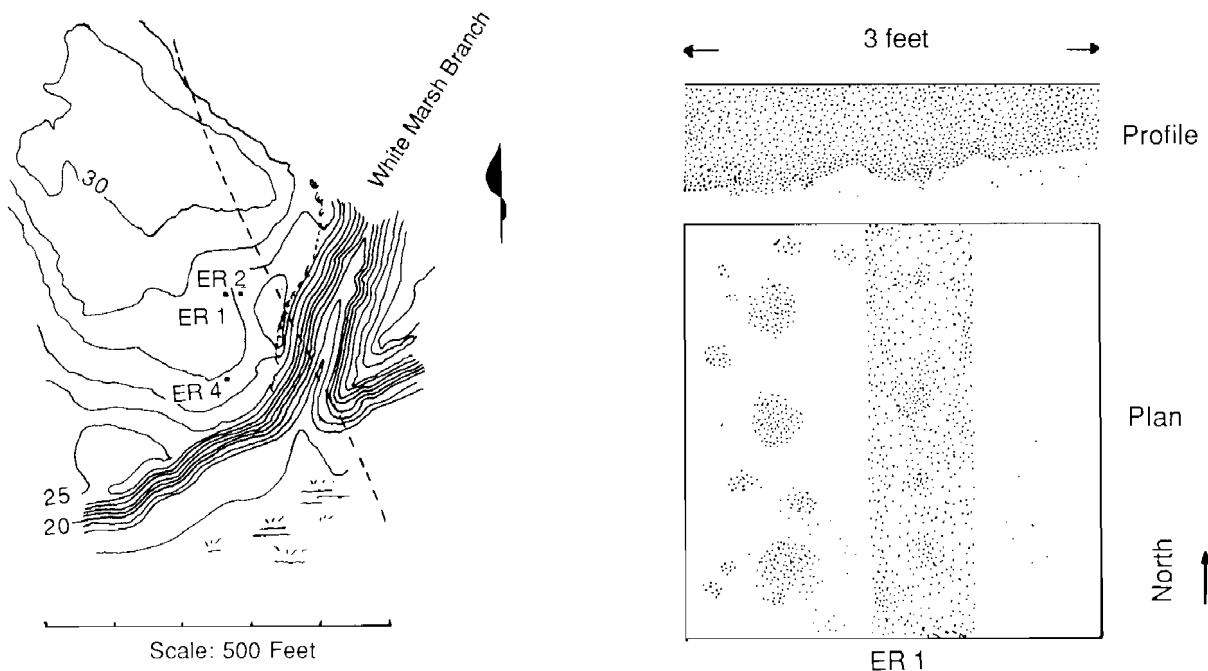 White Marsh Branch
30
ER 2
ER 1
ER 4
25
20
Scale: 500 Feet
3 feet
Profile
Plan
North
ER 1